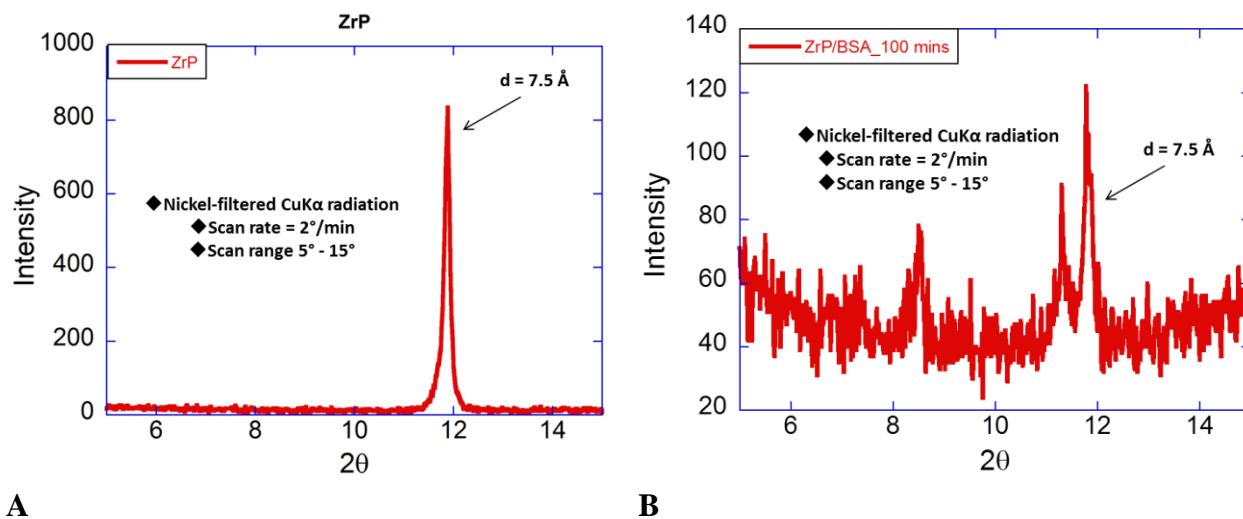 ZrP
1000
800
600
400
200
0
Intensity
ZrP
d = 7.5 Å
◆Nickel-filtered CuKα radiation
◆Scan rate = 2°/min
◆Scan range 5° - 15°
6 8 10 12 14
2θ
A
140
120
100
80
60
40
20
Intensity
ZrP/BSA_100 mins
◆Nickel-filtered CuKα radiation
◆Scan rate = 2°/min
◆Scan range 5° - 15°
d = 7.5 Å
6 8 10 12 14
2θ
B